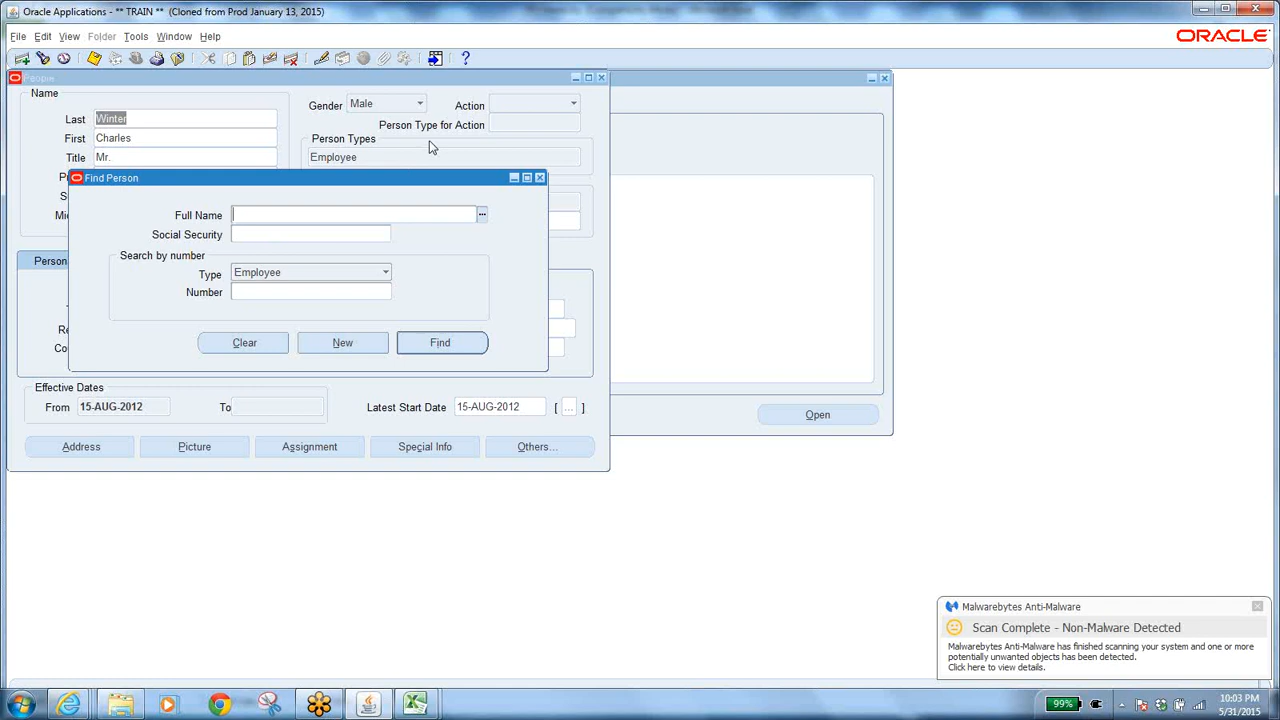 Oracle Applications - ** TRAIN ** (Cloned from Prod January 13, 2015)
File Edit View Folder Tools Window Help
ORACLE
People
Name
Last Winter
First Charles
Title Mr.
Gender Male
Action
Person Type for Action
Person Types
Employee
Find Person
Full Name
Social Security
Search by number
Type Employee
Number
Clear New Find
Person
Effective Dates
From 15-AUG-2012 To
Latest Start Date 15-AUG-2012 [ ... ]
Address Picture Assignment Special Info Others...
Open
Malwarebytes Anti-Malware
Scan Complete - Non-Malware Detected
Malwarebytes Anti-Malware has finished scanning your system and one or more
potentially unwanted objects has been detected.
Click here to view details.
99%
10:03 PM
5/31/2015